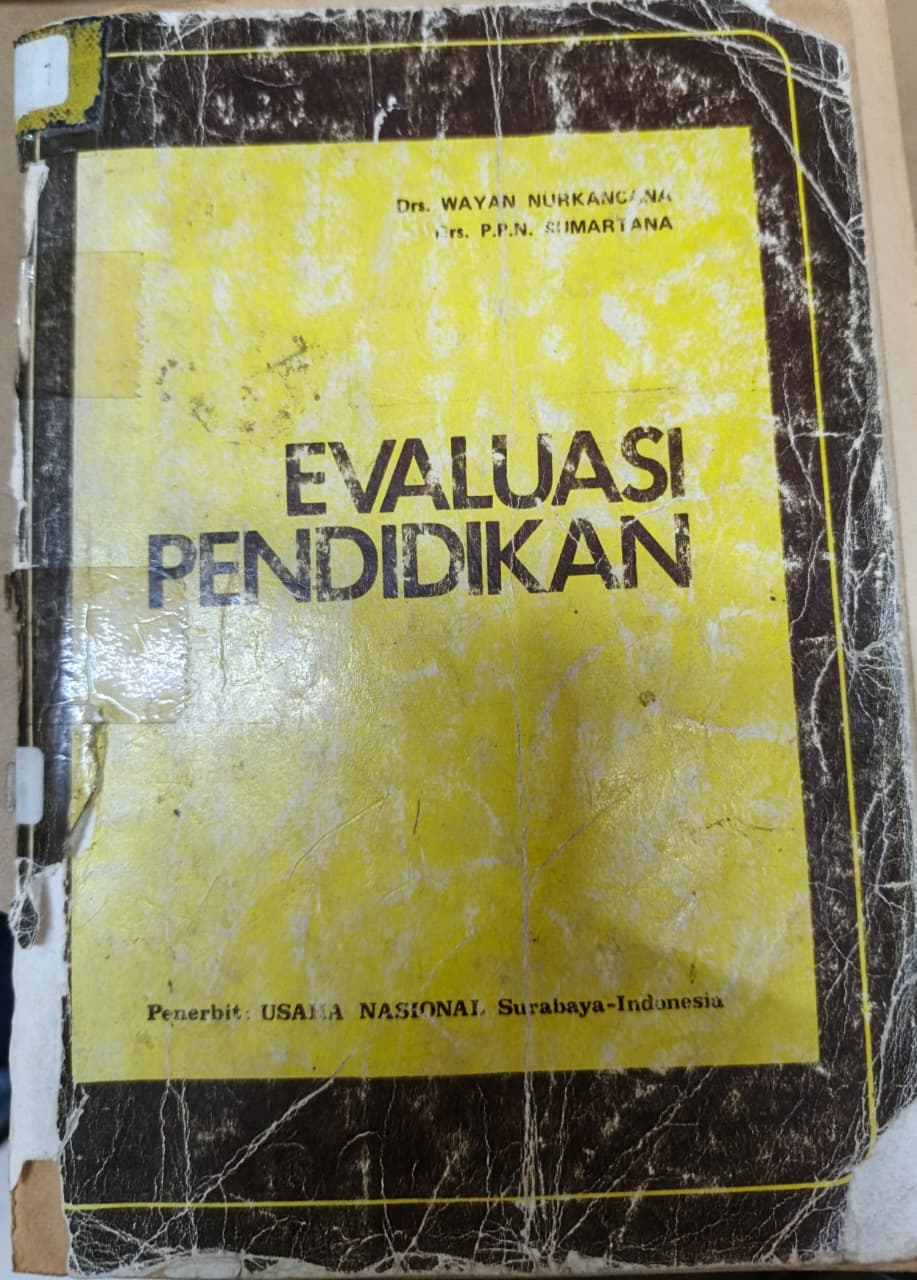 Drs. WAYAN NURKANCANA
Drs. P.P.N. SUMARTANA
EVALUASI
PENDIDIKAN
Penerbit: USAHA NASIONAL Surabaya-Indonesia